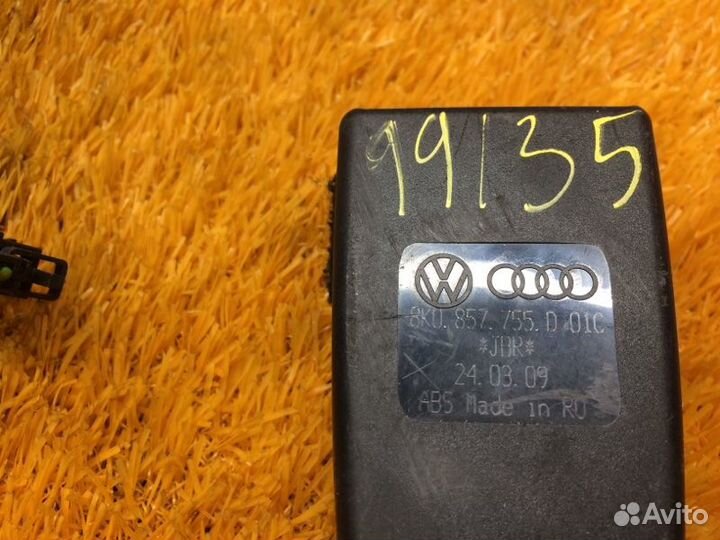 99135
8K0. 857. 755. D 01C
*JDR*
24. 03. 09
ABS Made in RO
Avito